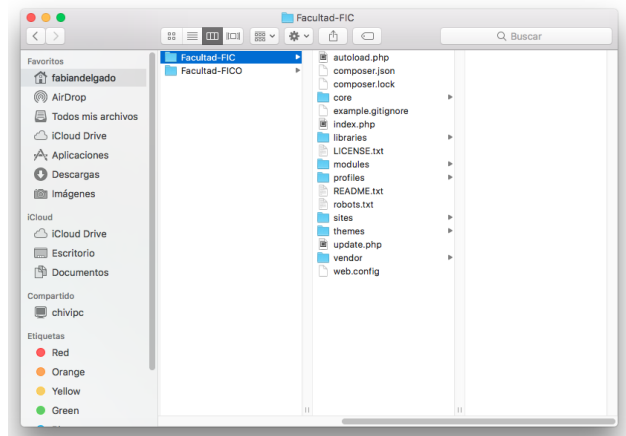 Facultad-FIC
Buscar
Favoritos
fabiandelgado
AirDrop
Todos mis archivos
iCloud Drive
Aplicaciones
Descargas
Imágenes
iCloud
iCloud Drive
Escritorio
Documentos
Compartido
chivipc
Etiquetas
Red
Orange
Yellow
Green
Facultad-FIC
Facultad-FICO
autoload.php
composer.json
composer.lock
core
example.gitignore
index.php
libraries
LICENSE.txt
modules
profiles
README.txt
robots.txt
sites
themes
update.php
vendor
web.config